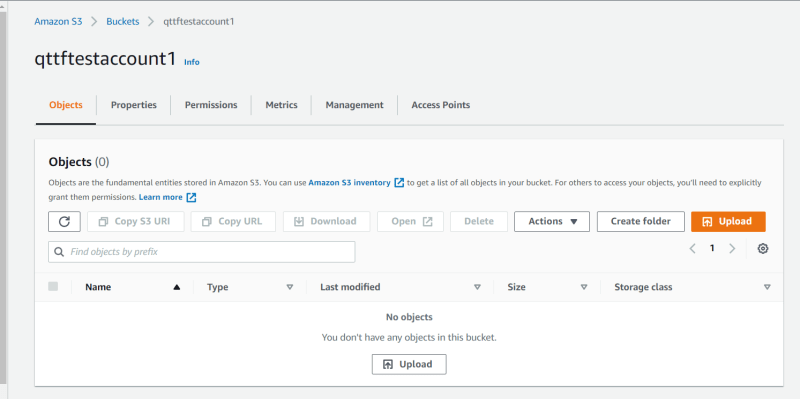 Amazon S3 > Buckets > qttftestaccount1
qttftestaccount1 Info
Objects Properties Permissions Metrics Management Access Points
Objects (0)
Objects are the fundamental entities stored in Amazon S3. You can use Amazon S3 inventory to get a list of all objects in your bucket. For others to access your objects, you'll need to explicitly
grant them permissions. Learn more
Copy S3 URI Copy URL Download Open Delete Actions Create folder Upload
Find objects by prefix 1
Name Type Last modified Size Storage class
No objects
You don't have any objects in this bucket.
Upload